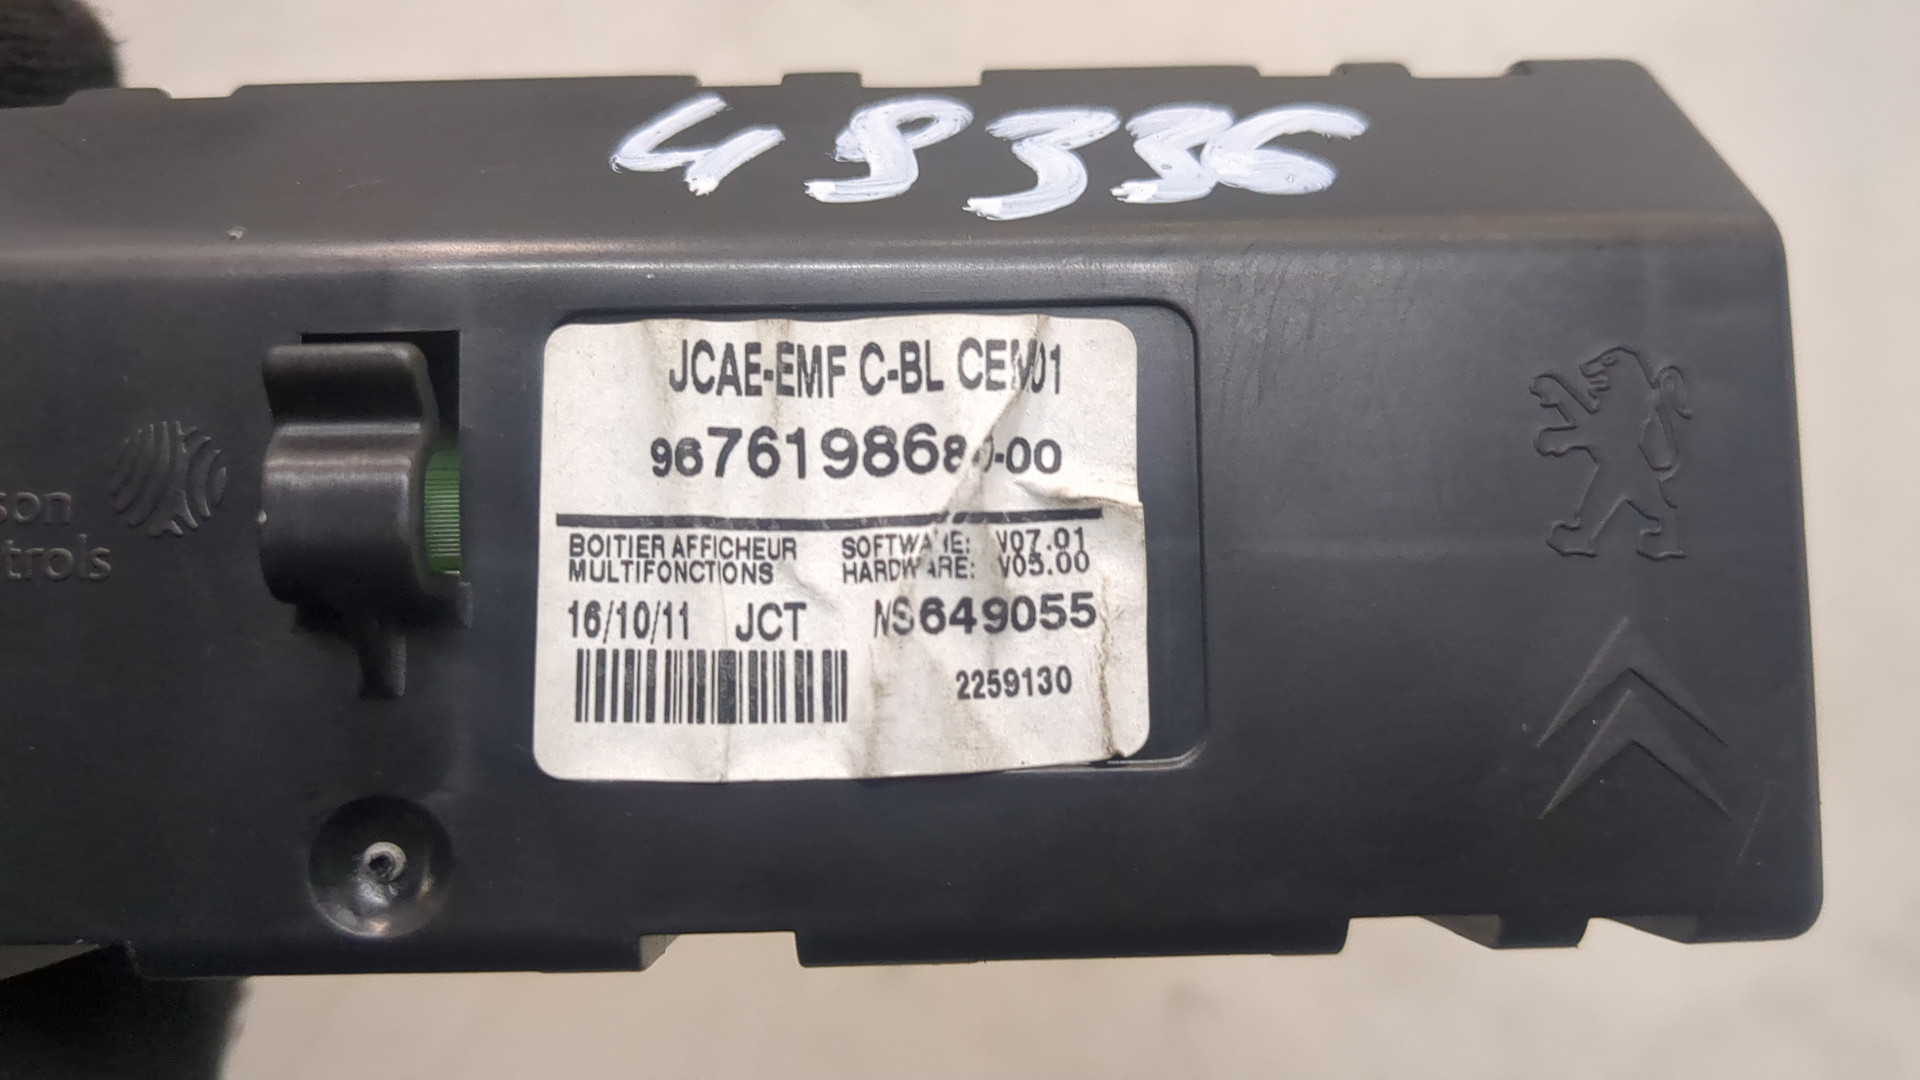 48336
JCAE-EMF C-BL CEM01
9676198680-00
BOITIER AFFICHEUR SOFTWARE: V07.01
MULTIFONCTIONS HARDWARE: V05.00
16/10/11 JCT NS649055
2259130
son
trols